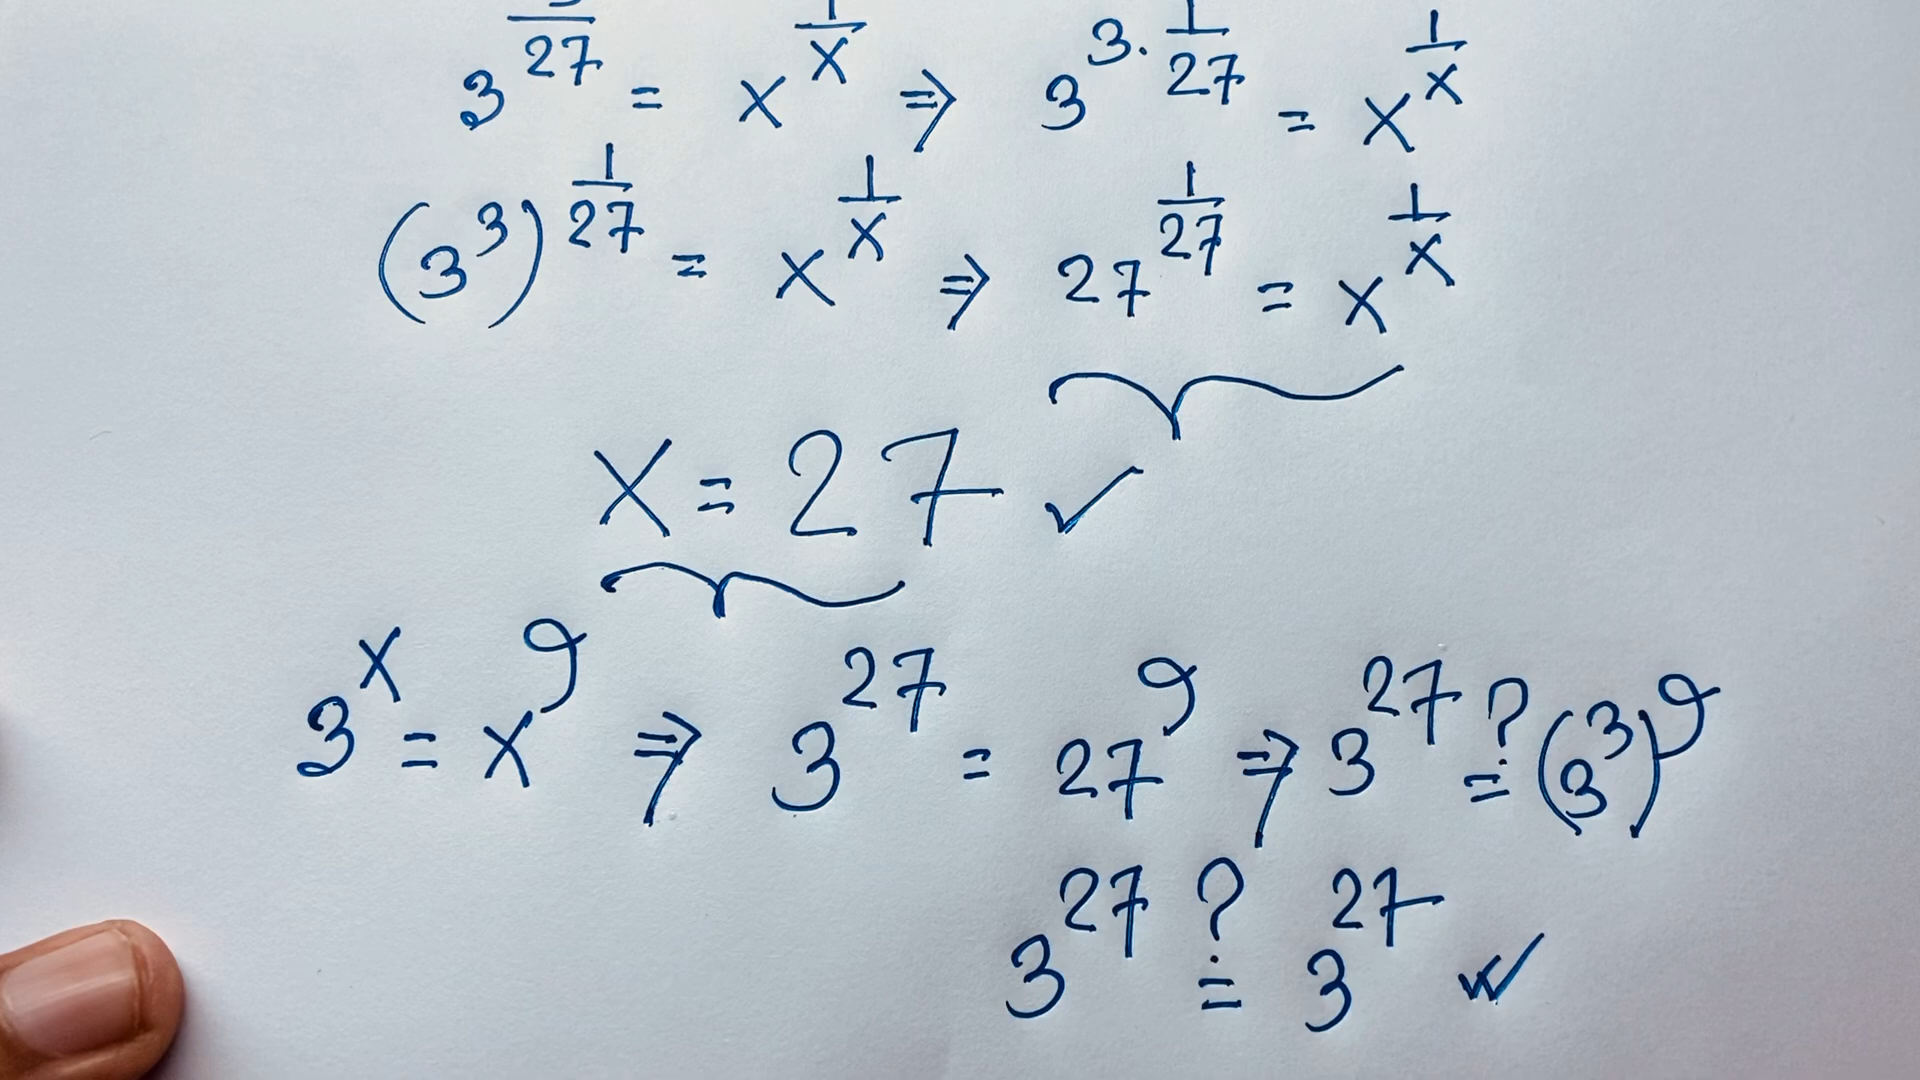 3^(3/27) = x^(1/x) ⇒ 3^(3·1/27) = x^(1/x)
(3^3)^(1/27) = x^(1/x) ⇒ 27^(1/27) = x^(1/x)
x = 27 ✓
3^x = x^9 ⇒ 3^27 = 27^9 ⇒ 3^27 ?= (3^3)^9
3^27 ?= 3^27 ✓